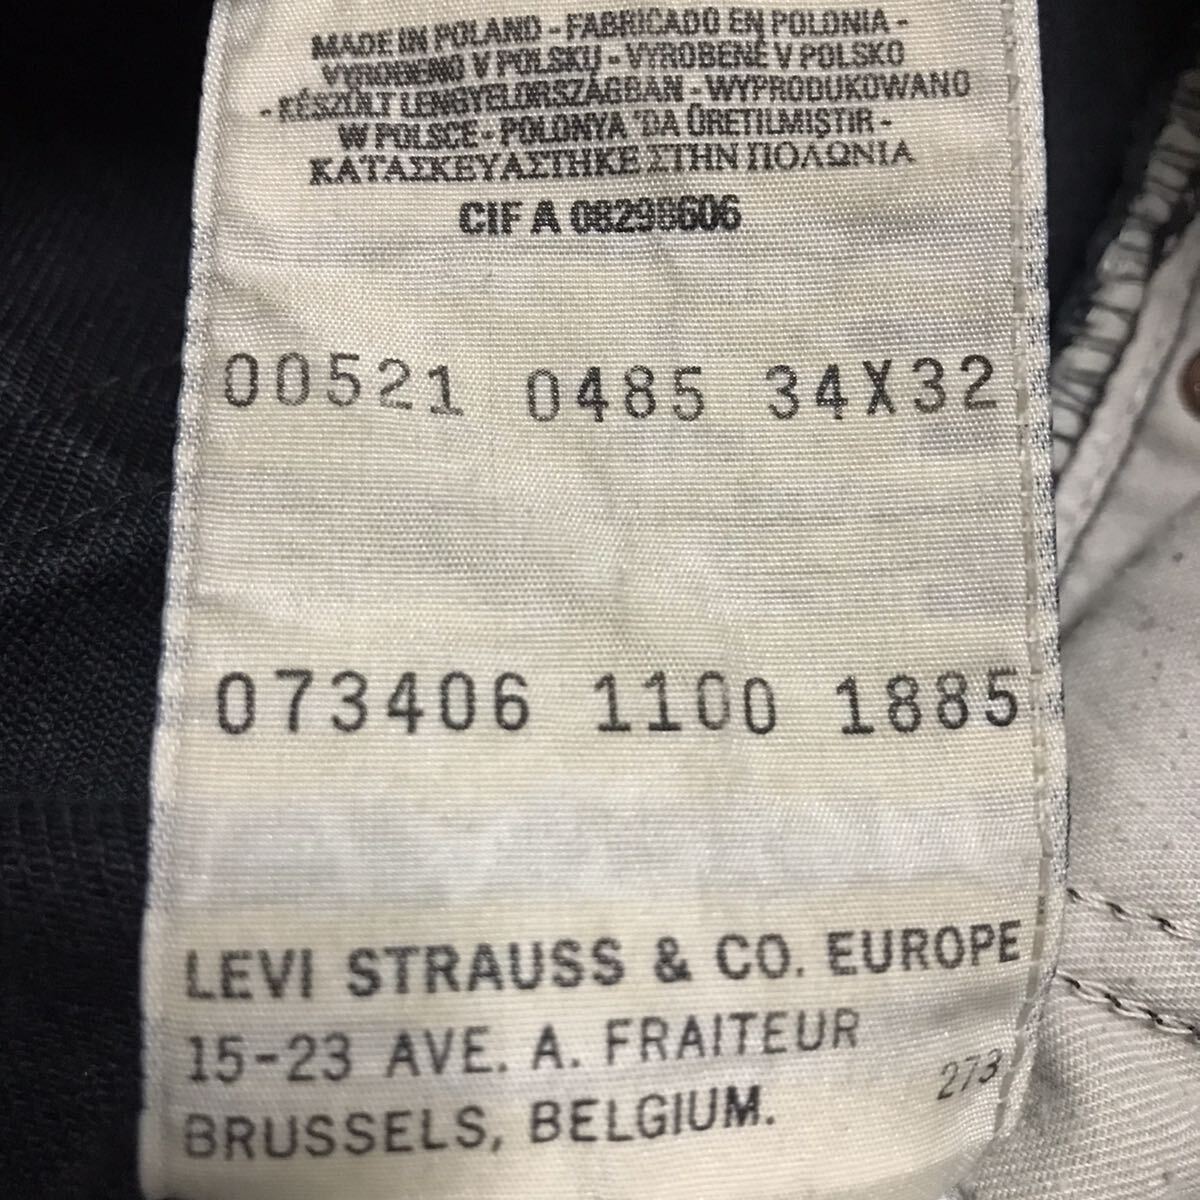 MADE IN POLAND - FABRICADO EN POLONIA -
VYROBENO V POLSKU - VYROBENÉ V POLSKO
- KÉSZÜLT LENGYELORSZÁGBAN - WYPRODUKOWANO
W POLSCE - POLONYA 'DA ÜRETILMIŞTIR -
ΚΑΤΑΣΚΕΥΑΣΤΗΚΕ ΣΤΗΝ ΠΟΛΩΝΙΑ
CIF A 08296606
00521 0485 34X32
073406 1100 1885
LEVI STRAUSS & CO. EUROPE
15-23 AVE. A. FRAITEUR
BRUSSELS, BELGIUM.
273